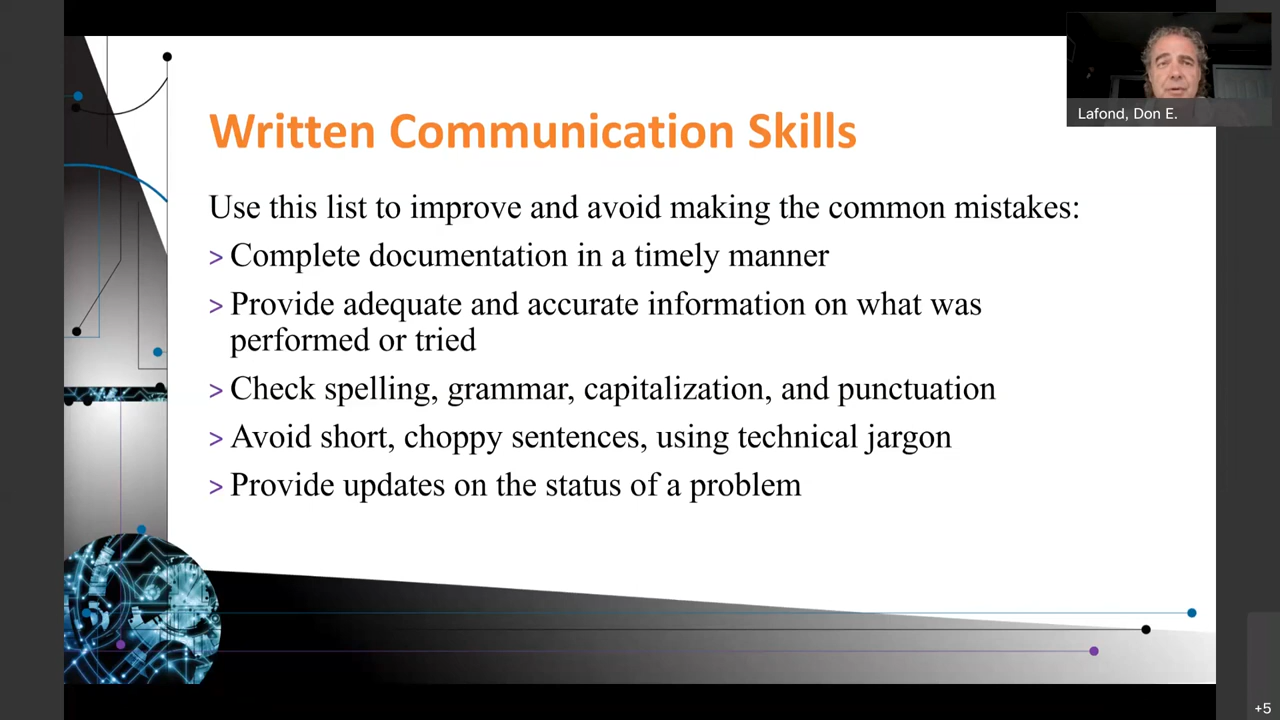 Written Communication Skills
Use this list to improve and avoid making the common mistakes:
> Complete documentation in a timely manner
> Provide adequate and accurate information on what was
performed or tried
> Check spelling, grammar, capitalization, and punctuation
> Avoid short, choppy sentences, using technical jargon
> Provide updates on the status of a problem
Lafond, Don E.
+5